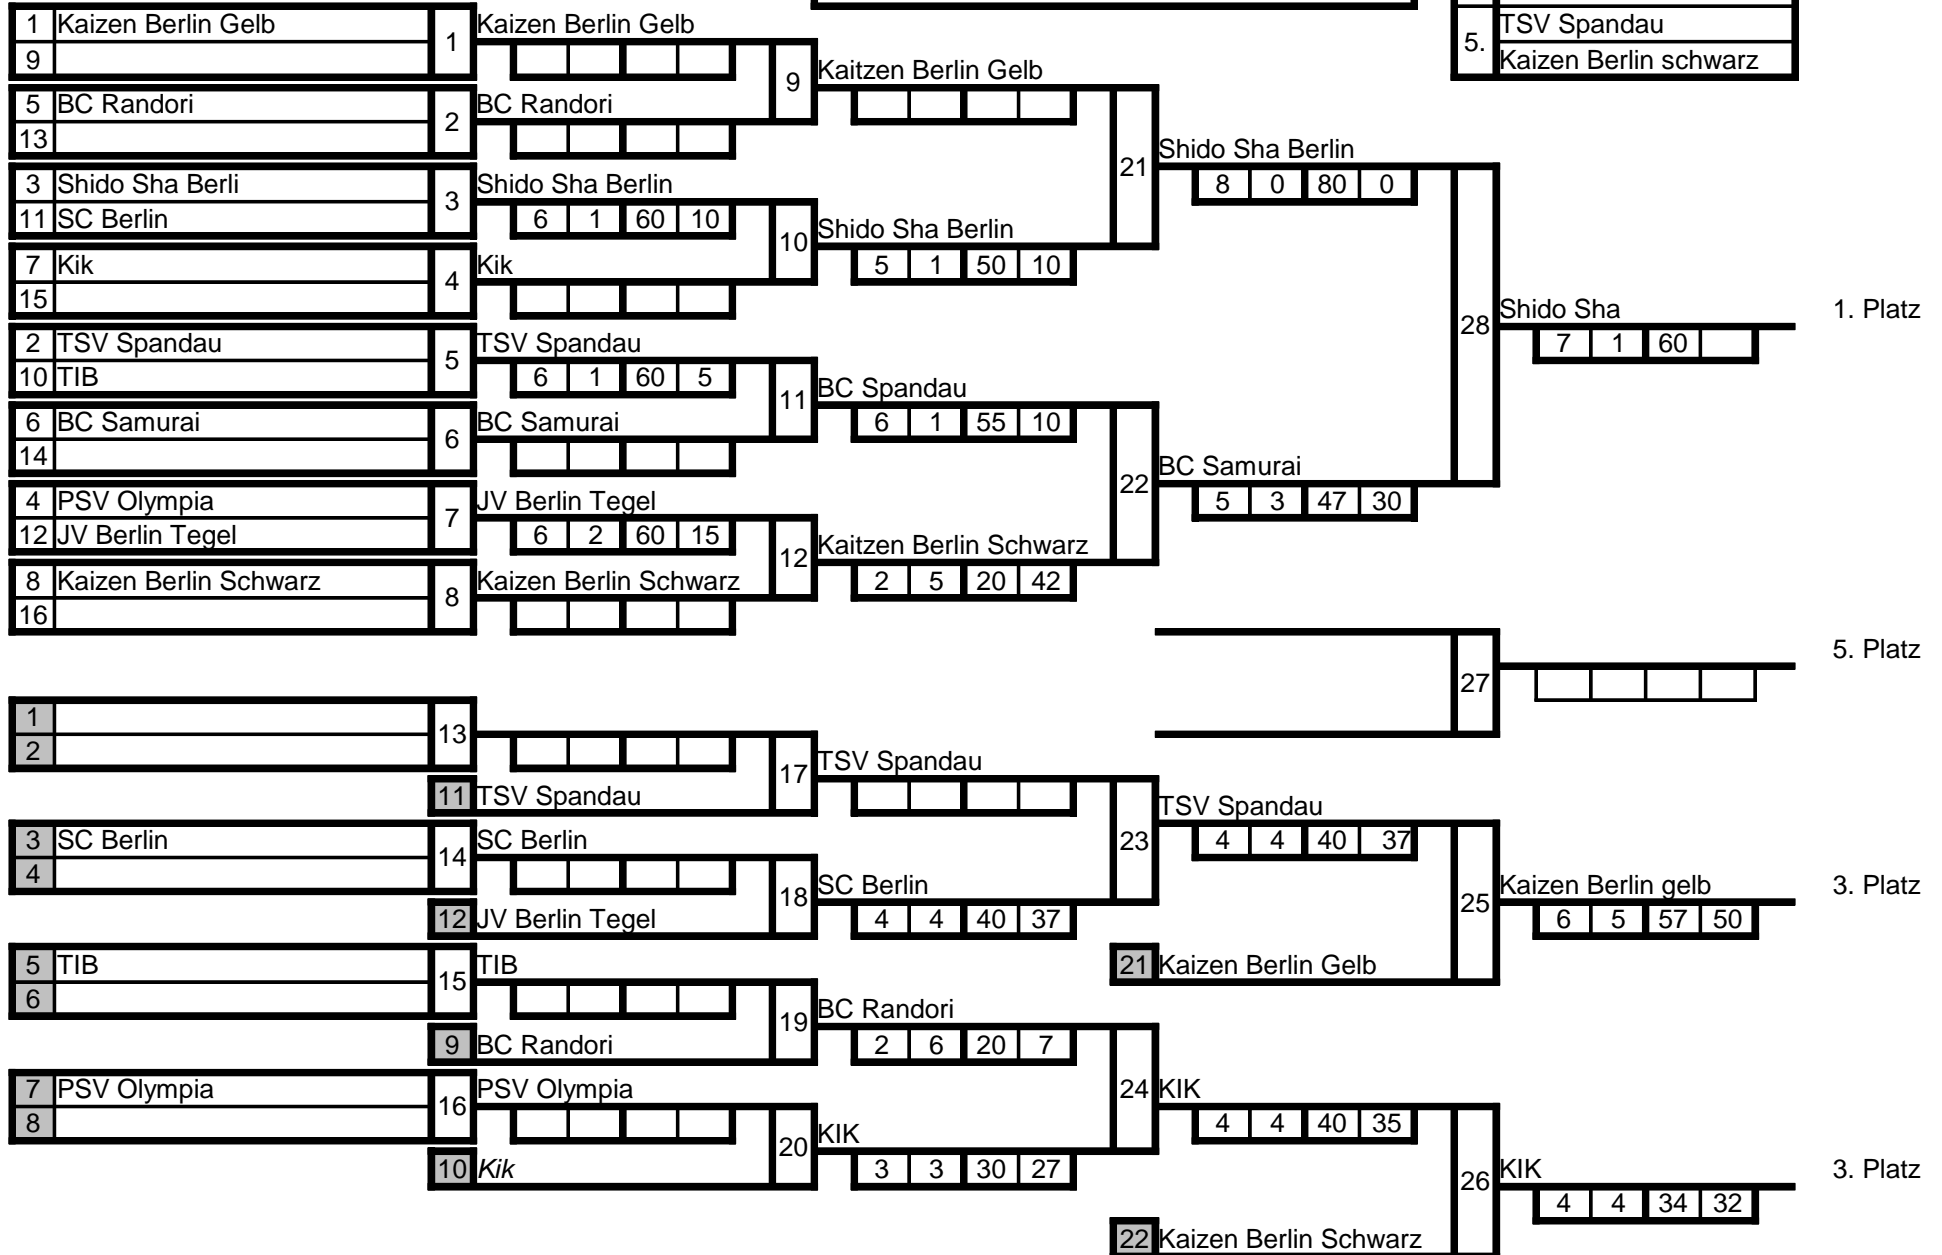 1 Kaizen Berlin Gelb 1 Kaizen Berlin Gelb 5. TSV Spandau
9 Kaizen Berlin schwarz
9 Kaitzen Berlin Gelb
5 BC Randori 2 BC Randori
13
21 Shido Sha Berlin
8 0 80 0
3 Shido Sha Berli 3 Shido Sha Berlin
11 SC Berlin 6 1 60 10
10 Shido Sha Berlin
5 1 50 10
7 Kik 4 Kik
15
28 Shido Sha 1. Platz
7 1 60
2 TSV Spandau 5 TSV Spandau
10 TIB 6 1 60 5
11 BC Spandau
6 1 55 10
6 BC Samurai 6 BC Samurai
14
22 BC Samurai
5 3 47 30
4 PSV Olympia 7 JV Berlin Tegel
12 JV Berlin Tegel 6 2 60 15
12 Kaitzen Berlin Schwarz
2 5 20 42
8 Kaizen Berlin Schwarz 8 Kaizen Berlin Schwarz
16
27 5. Platz
1 13
2
17 TSV Spandau
11 TSV Spandau
23 TSV Spandau
4 4 40 37
3 SC Berlin 14 SC Berlin
4
18 SC Berlin
4 4 40 37
12 JV Berlin Tegel
25 Kaizen Berlin gelb 3. Platz
6 5 57 50
21 Kaizen Berlin Gelb
5 TIB 15 TIB
6
19 BC Randori
2 6 20 7
9 BC Randori
24 KIK
4 4 40 35
7 PSV Olympia 16 PSV Olympia
8
20 KIK
3 3 30 27
10 Kik
26 KIK 3. Platz
4 4 34 32
22 Kaizen Berlin Schwarz